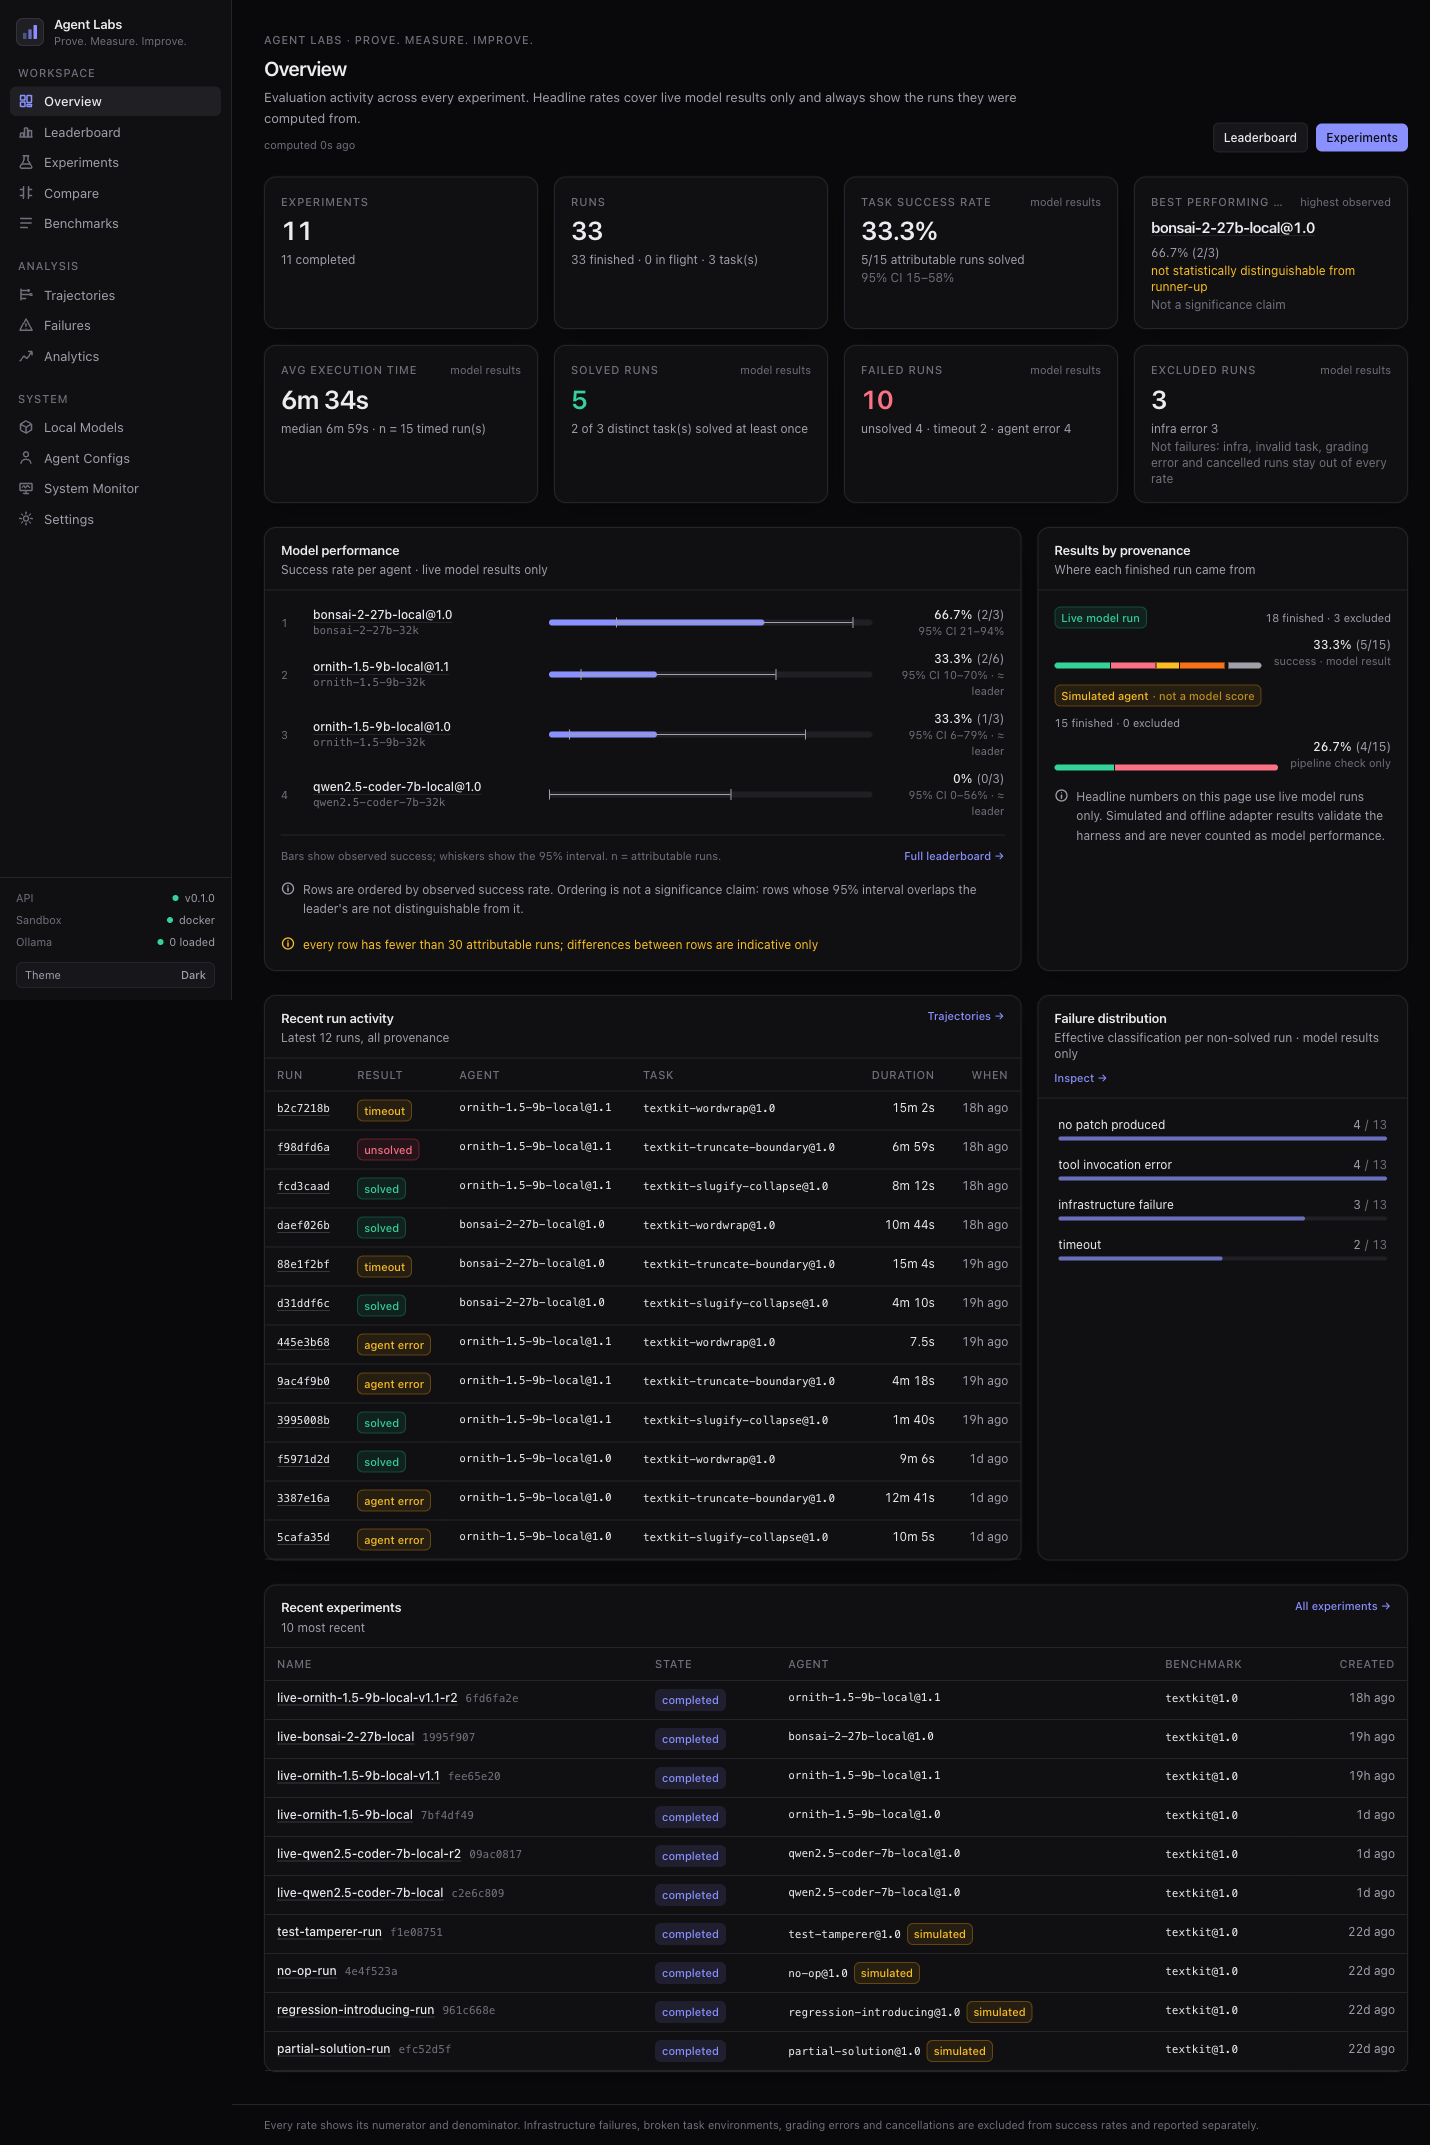 Agent Labs
Prove. Measure. Improve.
WORKSPACE
Overview
Leaderboard
Experiments
Compare
Benchmarks
ANALYSIS
Trajectories
Failures
Analytics
SYSTEM
Local Models
Agent Configs
System Monitor
Settings
API v0.1.0
Sandbox docker
Ollama 0 loaded
Theme Dark
AGENT LABS · PROVE. MEASURE. IMPROVE.
Overview
Evaluation activity across every experiment. Headline rates cover live model results only and always show the runs they were
computed from.
computed 0s ago
Leaderboard Experiments
EXPERIMENTS
11
11 completed
RUNS
33
33 finished · 0 in flight · 3 task(s)
TASK SUCCESS RATE model results
33.3%
5/15 attributable runs solved
95% CI 15–58%
BEST PERFORMING … highest observed
bonsai-2-27b-local@1.0
66.7% (2/3)
not statistically distinguishable from
runner-up
Not a significance claim
AVG EXECUTION TIME model results
6m 34s
median 6m 59s · n = 15 timed run(s)
SOLVED RUNS model results
5
2 of 3 distinct task(s) solved at least once
FAILED RUNS model results
10
unsolved 4 · timeout 2 · agent error 4
EXCLUDED RUNS model results
3
infra error 3
Not failures: infra, invalid task, grading
error and cancelled runs stay out of every
rate
Model performance
Success rate per agent · live model results only
1 bonsai-2-27b-local@1.0 66.7% (2/3)
bonsai-2-27b-32k 95% CI 21–94%
2 ornith-1.5-9b-local@1.1 33.3% (2/6)
ornith-1.5-9b-32k 95% CI 10–70% · ≈
leader
3 ornith-1.5-9b-local@1.0 33.3% (1/3)
ornith-1.5-9b-32k 95% CI 6–79% · ≈
leader
4 qwen2.5-coder-7b-local@1.0 0% (0/3)
qwen2.5-coder-7b-32k 95% CI 0–56% · ≈
leader
Bars show observed success; whiskers show the 95% interval. n = attributable runs. Full leaderboard →
Rows are ordered by observed success rate. Ordering is not a significance claim: rows whose 95% interval overlaps the
leader's are not distinguishable from it.
every row has fewer than 30 attributable runs; differences between rows are indicative only
Results by provenance
Where each finished run came from
Live model run 18 finished · 3 excluded
33.3% (5/15)
success · model result
Simulated agent · not a model score
15 finished · 0 excluded
26.7% (4/15)
pipeline check only
Headline numbers on this page use live model runs
only. Simulated and offline adapter results validate the
harness and are never counted as model performance.
Recent run activity Trajectories →
Latest 12 runs, all provenance
RUN RESULT AGENT TASK DURATION WHEN
b2c7218b timeout ornith-1.5-9b-local@1.1 textkit-wordwrap@1.0 15m 2s 18h ago
f98dfd6a unsolved ornith-1.5-9b-local@1.1 textkit-truncate-boundary@1.0 6m 59s 18h ago
fcd3caad solved ornith-1.5-9b-local@1.1 textkit-slugify-collapse@1.0 8m 12s 18h ago
daef026b solved bonsai-2-27b-local@1.0 textkit-wordwrap@1.0 10m 44s 18h ago
88e1f2bf timeout bonsai-2-27b-local@1.0 textkit-truncate-boundary@1.0 15m 4s 19h ago
d31ddf6c solved bonsai-2-27b-local@1.0 textkit-slugify-collapse@1.0 4m 10s 19h ago
445e3b68 agent error ornith-1.5-9b-local@1.1 textkit-wordwrap@1.0 7.5s 19h ago
9ac4f9b0 agent error ornith-1.5-9b-local@1.1 textkit-truncate-boundary@1.0 4m 18s 19h ago
3995008b solved ornith-1.5-9b-local@1.1 textkit-slugify-collapse@1.0 1m 40s 19h ago
f5971d2d solved ornith-1.5-9b-local@1.0 textkit-wordwrap@1.0 9m 6s 1d ago
3387e16a agent error ornith-1.5-9b-local@1.0 textkit-truncate-boundary@1.0 12m 41s 1d ago
5cafa35d agent error ornith-1.5-9b-local@1.0 textkit-slugify-collapse@1.0 10m 5s 1d ago
Failure distribution
Effective classification per non-solved run · model results
only
Inspect →
no patch produced 4 / 13
tool invocation error 4 / 13
infrastructure failure 3 / 13
timeout 2 / 13
Recent experiments All experiments →
10 most recent
NAME STATE AGENT BENCHMARK CREATED
live-ornith-1.5-9b-local-v1.1-r2 6fd6fa2e completed ornith-1.5-9b-local@1.1 textkit@1.0 18h ago
live-bonsai-2-27b-local 1995f907 completed bonsai-2-27b-local@1.0 textkit@1.0 19h ago
live-ornith-1.5-9b-local-v1.1 fee65e20 completed ornith-1.5-9b-local@1.1 textkit@1.0 19h ago
live-ornith-1.5-9b-local 7bf4df49 completed ornith-1.5-9b-local@1.0 textkit@1.0 1d ago
live-qwen2.5-coder-7b-local-r2 09ac0817 completed qwen2.5-coder-7b-local@1.0 textkit@1.0 1d ago
live-qwen2.5-coder-7b-local c2e6c809 completed qwen2.5-coder-7b-local@1.0 textkit@1.0 1d ago
test-tamperer-run f1e08751 completed test-tamperer@1.0 simulated textkit@1.0 22d ago
no-op-run 4e4f523a completed no-op@1.0 simulated textkit@1.0 22d ago
regression-introducing-run 961c668e completed regression-introducing@1.0 simulated textkit@1.0 22d ago
partial-solution-run efc52d5f completed partial-solution@1.0 simulated textkit@1.0 22d ago
Every rate shows its numerator and denominator. Infrastructure failures, broken task environments, grading errors and cancellations are excluded from success rates and reported separately.